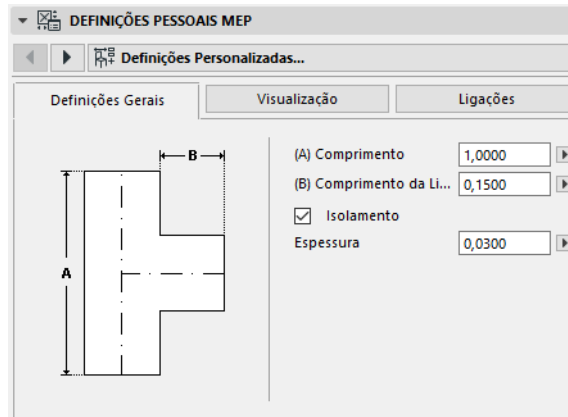 DEFINIÇÕES PESSOAIS MEP
Definições Personalizadas...
Definições Gerais
Visualização
Ligações
B
A
(A) Comprimento
1,0000
(B) Comprimento da Li...
0,1500
Isolamento
Espessura
0,0300